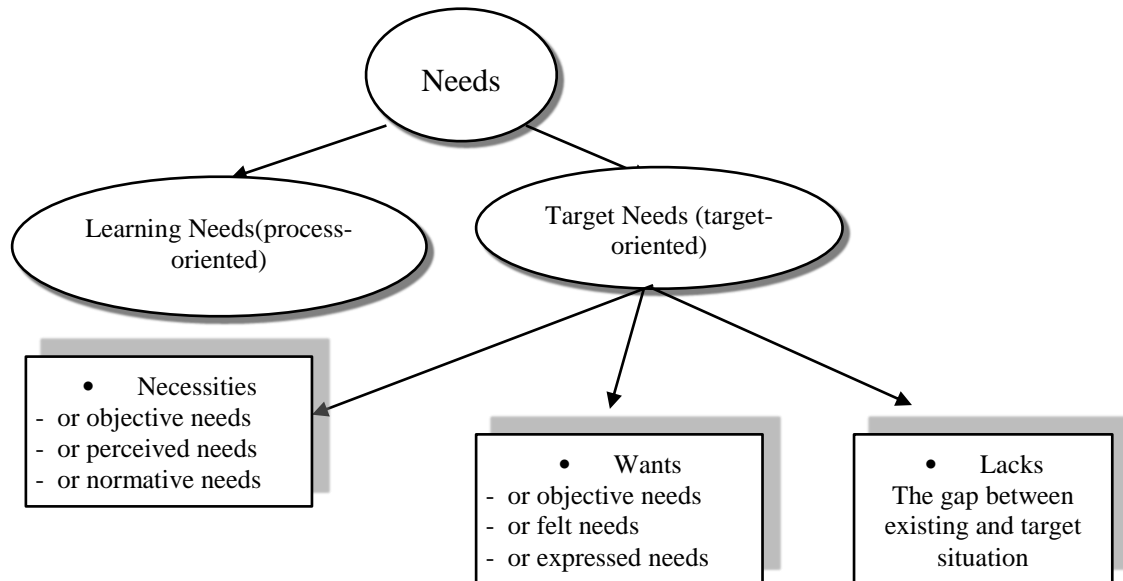 Needs
Learning Needs(process-
oriented)
Target Needs (target-
oriented)
• Necessities
- or objective needs
- or perceived needs
- or normative needs
• Wants
- or objective needs
- or felt needs
- or expressed needs
• Lacks
The gap between
existing and target
situation